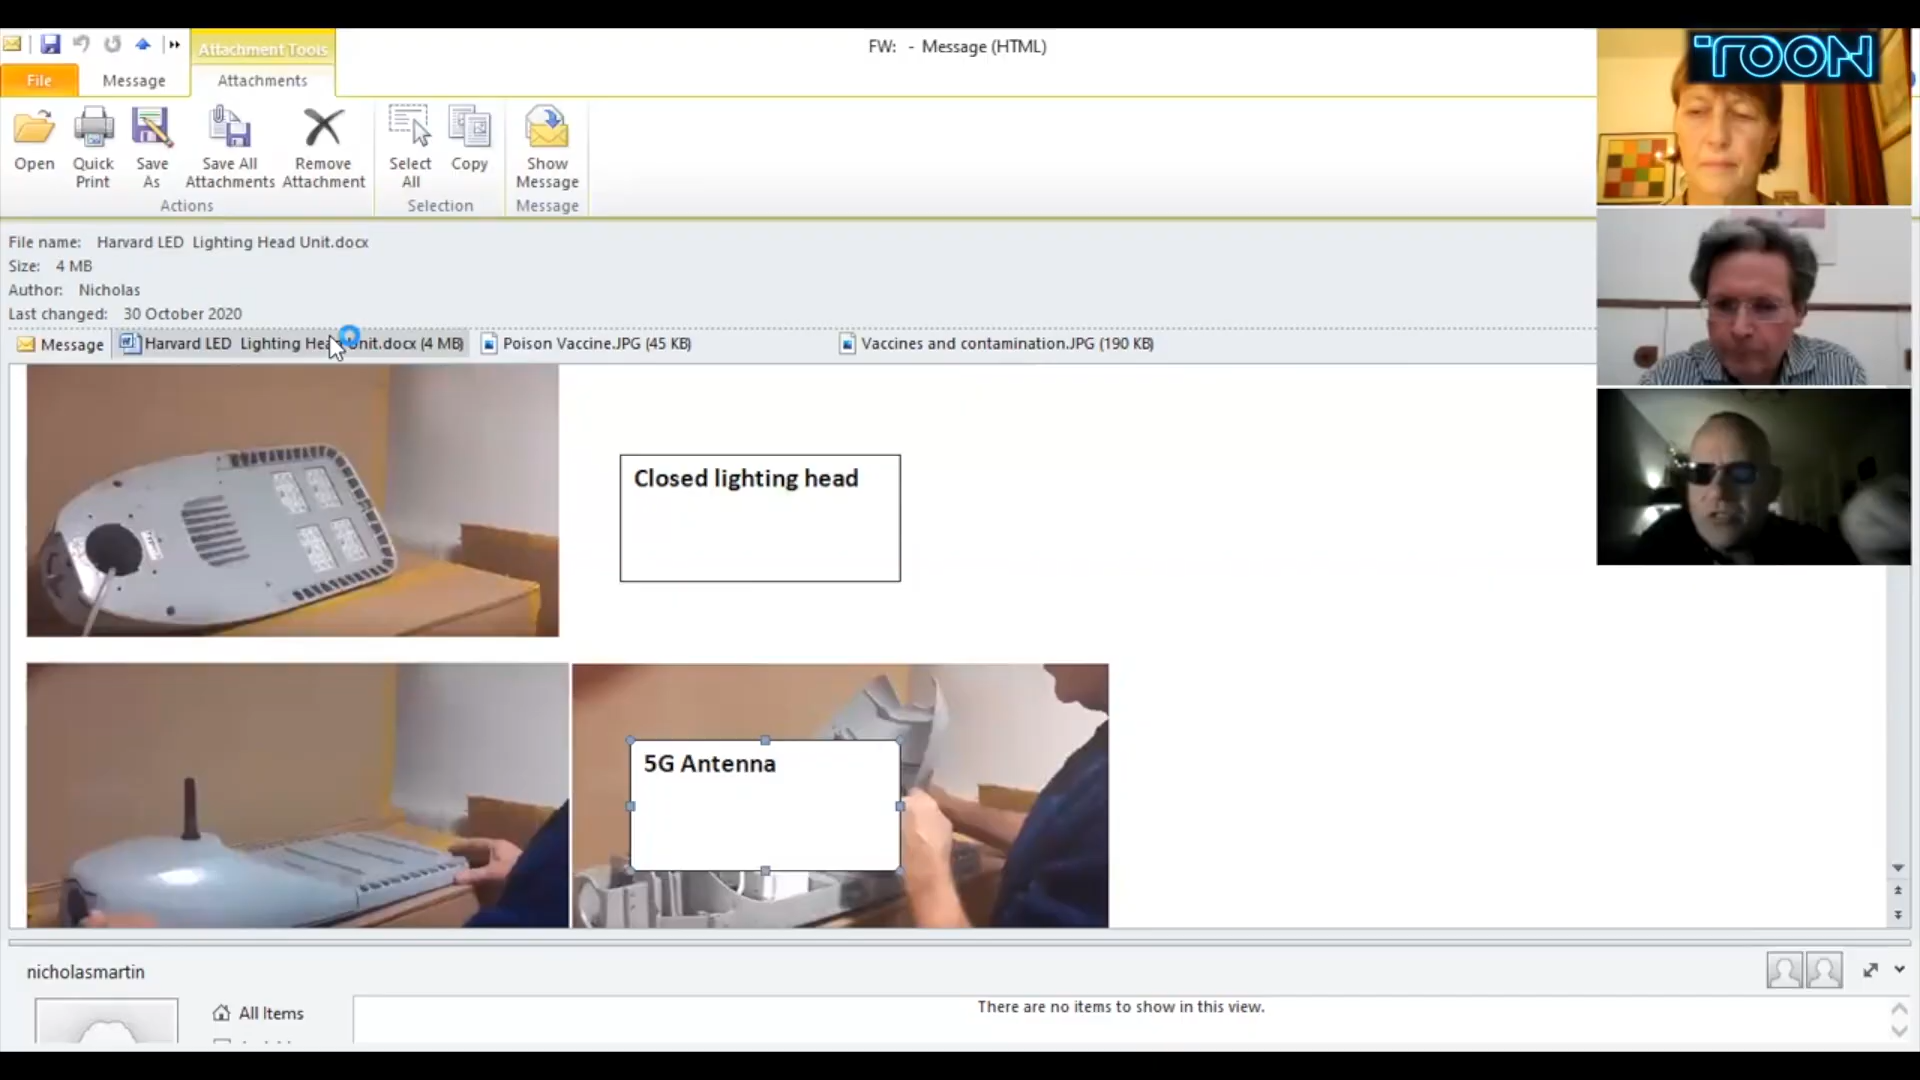 FW:  - Message (HTML)
TOON
Attachment Tools
File
Message
Attachments
Open
Quick
Print
Save
As
Save All
Attachments
Remove
Attachment
Select
All
Copy
Show
Message
Actions
Selection
Message
File name: Harvard LED Lighting Head Unit.docx
Size: 4 MB
Author: Nicholas
Last changed: 30 October 2020
Message
Harvard LED Lighting Head Unit.docx (4 MB)
Poison Vaccine.JPG (45 KB)
Vaccines and contamination.JPG (190 KB)
Closed lighting head
5G Antenna
nicholasmartin
All Items
There are no items to show in this view.